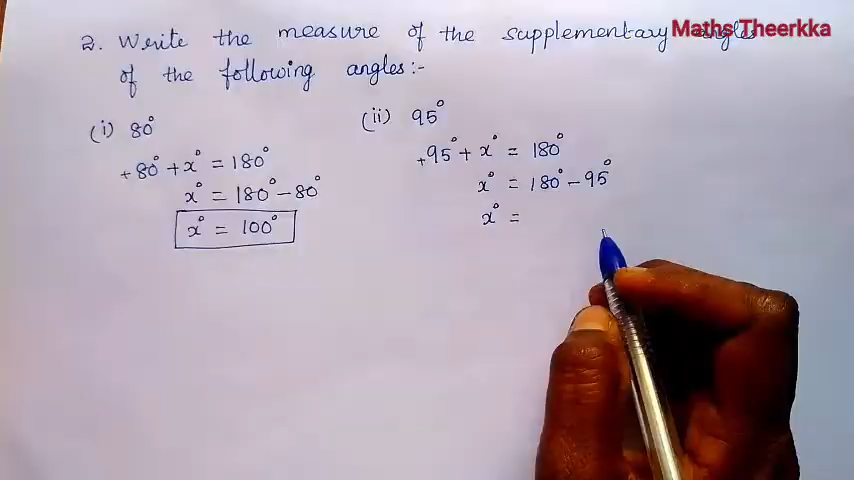 2. Write the measure of the supplementary angles
Maths Theerkka
of the following angles:-
(i) 80°
+80° + x° = 180°
x° = 180° - 80°
x° = 100°
(ii) 95°
+95° + x° = 180°
x° = 180° - 95°
x° =